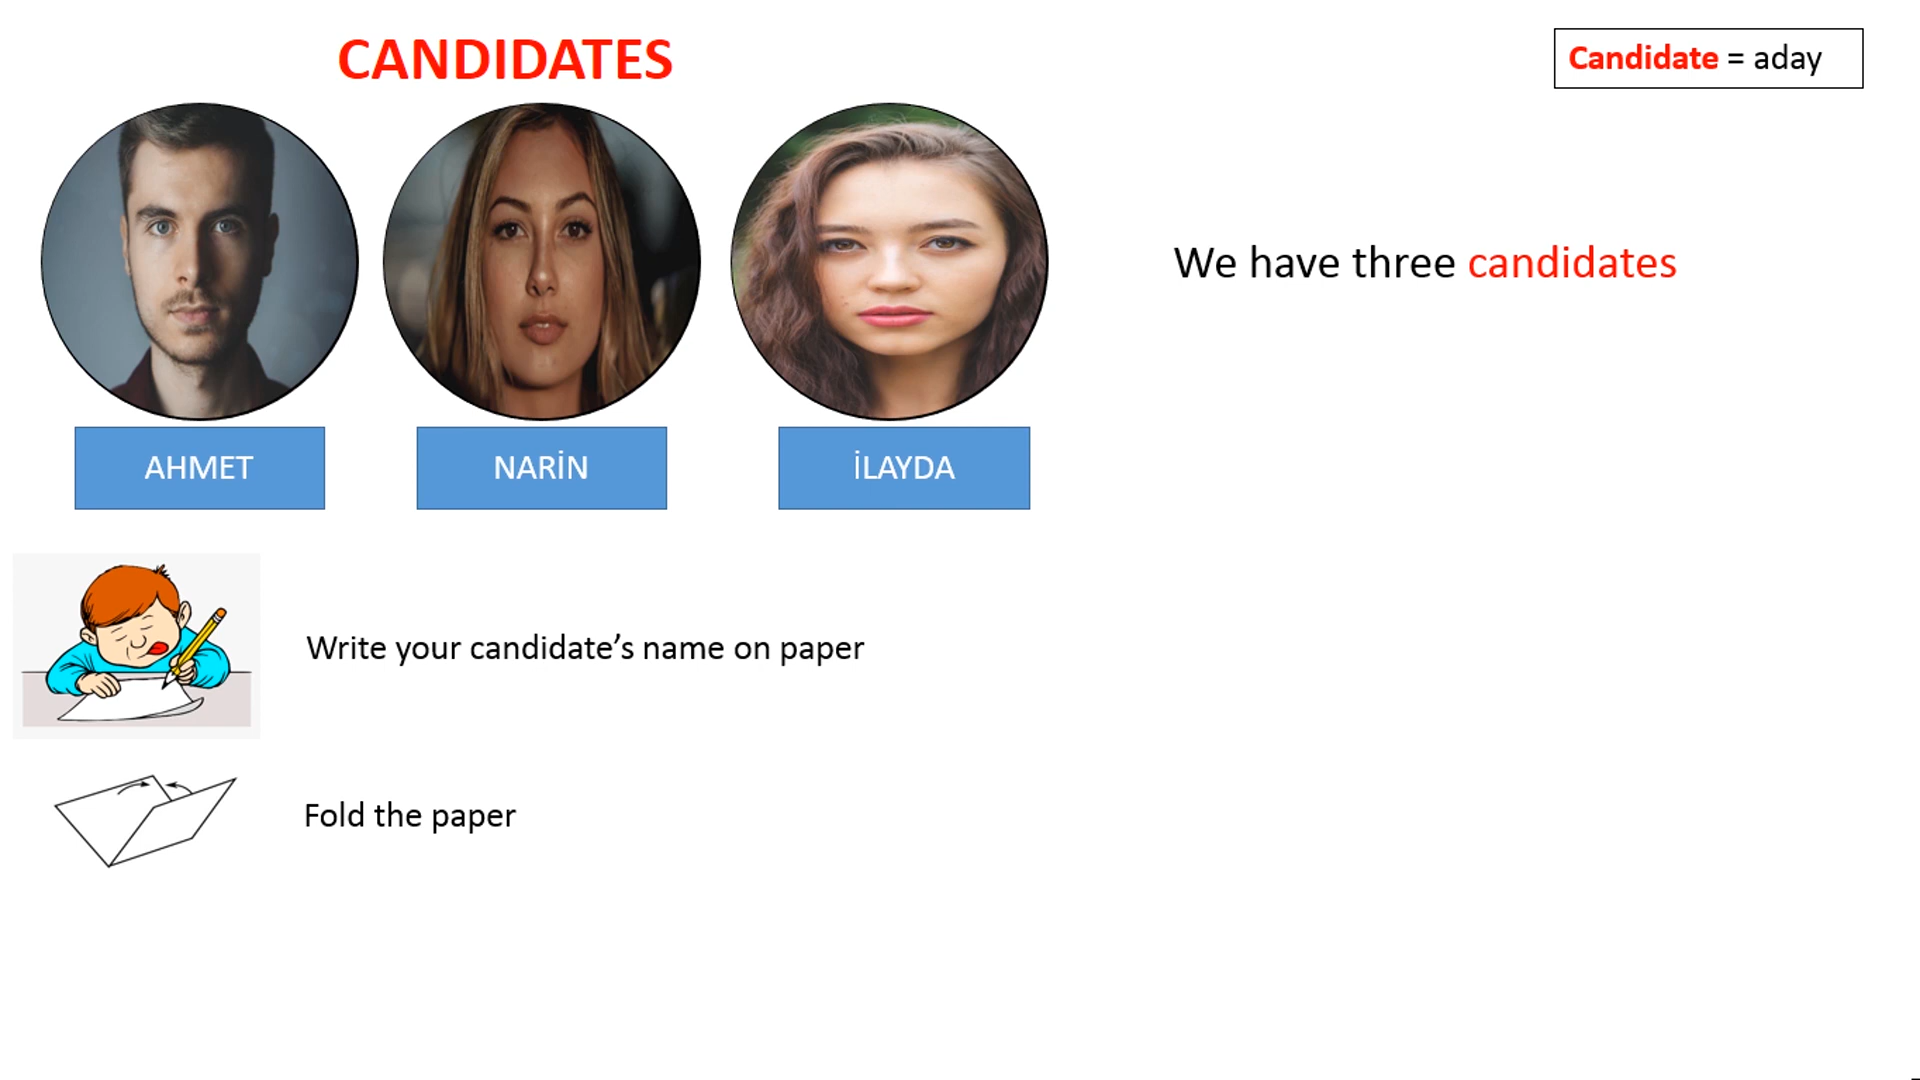 CANDIDATES
Candidate = aday
We have three candidates
AHMET
NARİN
İLAYDA
Write your candidate’s name on paper
Fold the paper